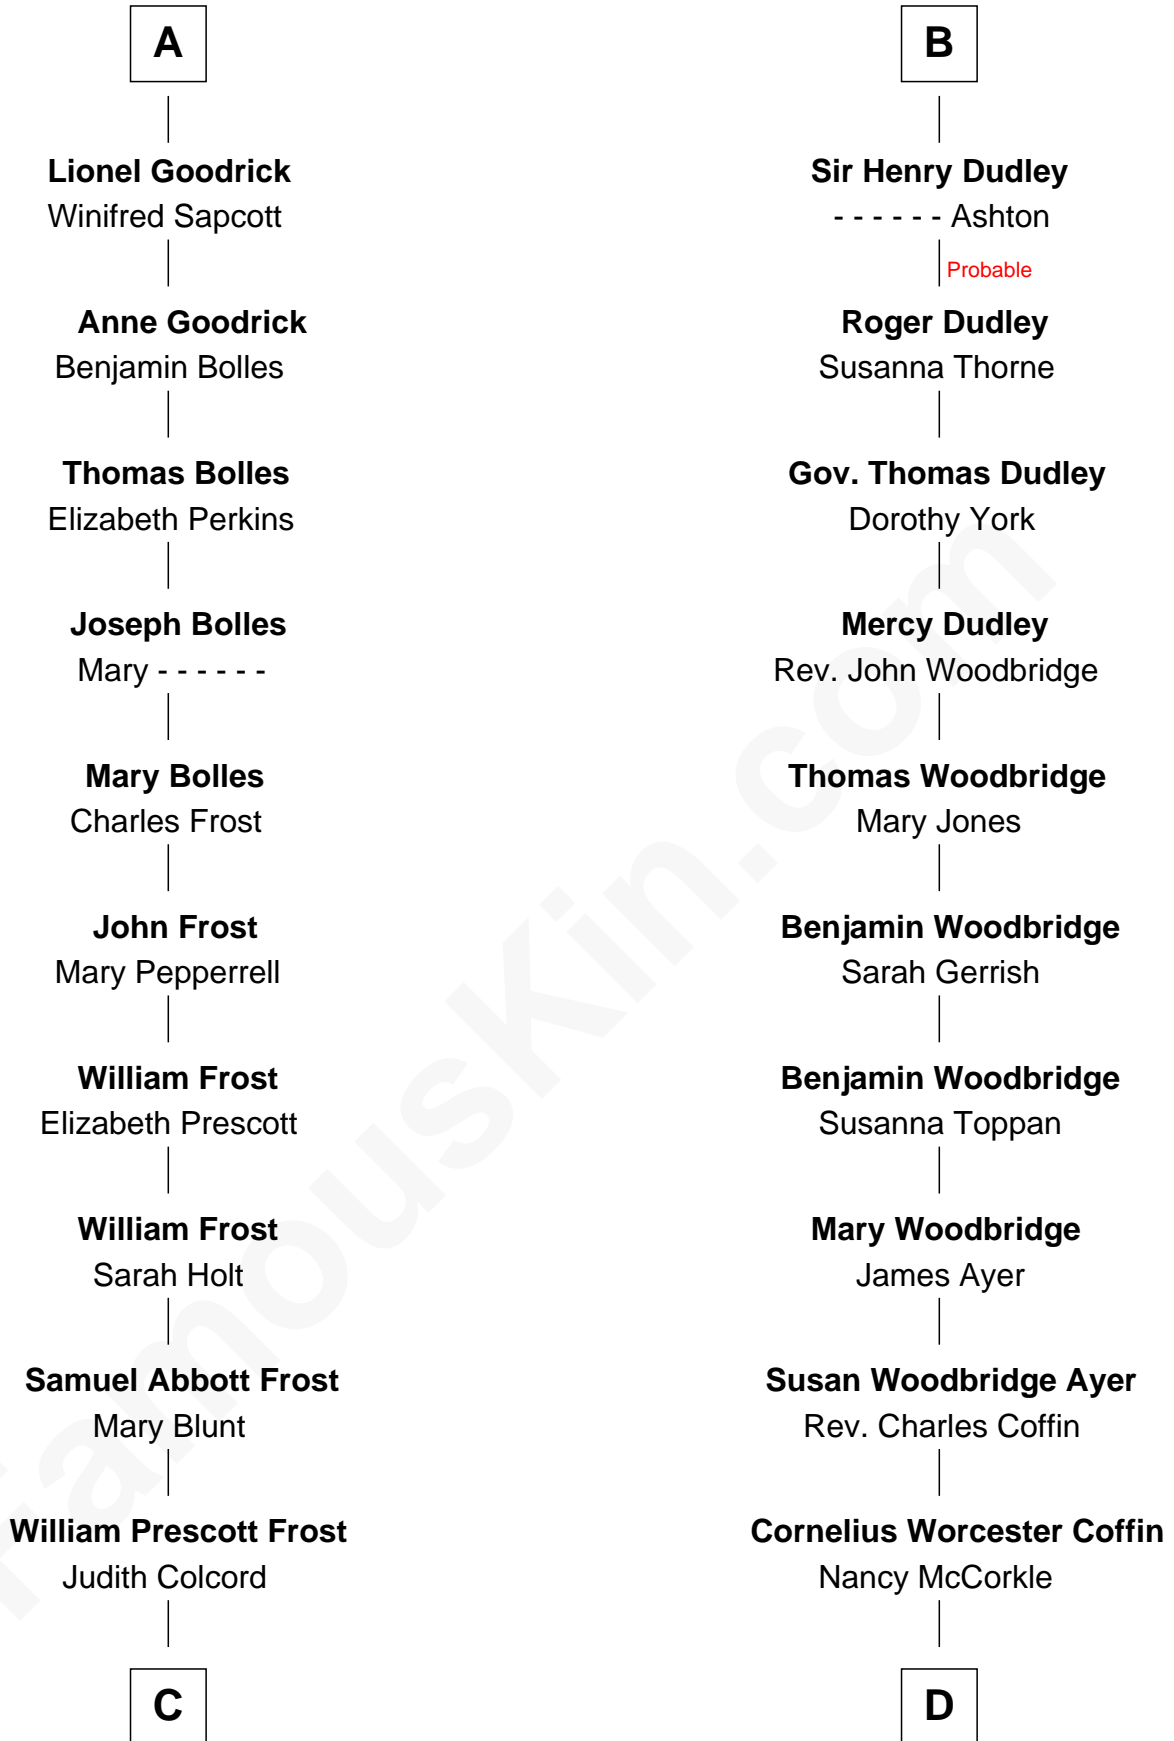 A
Lionel Goodrick
Winifred Sapcott
Anne Goodrick
Benjamin Bolles
Thomas Bolles
Elizabeth Perkins
Joseph Bolles
Mary - - - - - -
Mary Bolles
Charles Frost
John Frost
Mary Pepperrell
William Frost
Elizabeth Prescott
William Frost
Sarah Holt
Samuel Abbott Frost
Mary Blunt
William Prescott Frost
Judith Colcord
C
B
Sir Henry Dudley
- - - - - - Ashton
Probable
Roger Dudley
Susanna Thorne
Gov. Thomas Dudley
Dorothy York
Mercy Dudley
Rev. John Woodbridge
Thomas Woodbridge
Mary Jones
Benjamin Woodbridge
Sarah Gerrish
Benjamin Woodbridge
Susanna Toppan
Mary Woodbridge
James Ayer
Susan Woodbridge Ayer
Rev. Charles Coffin
Cornelius Worcester Coffin
Nancy McCorkle
D
FamousKin.com